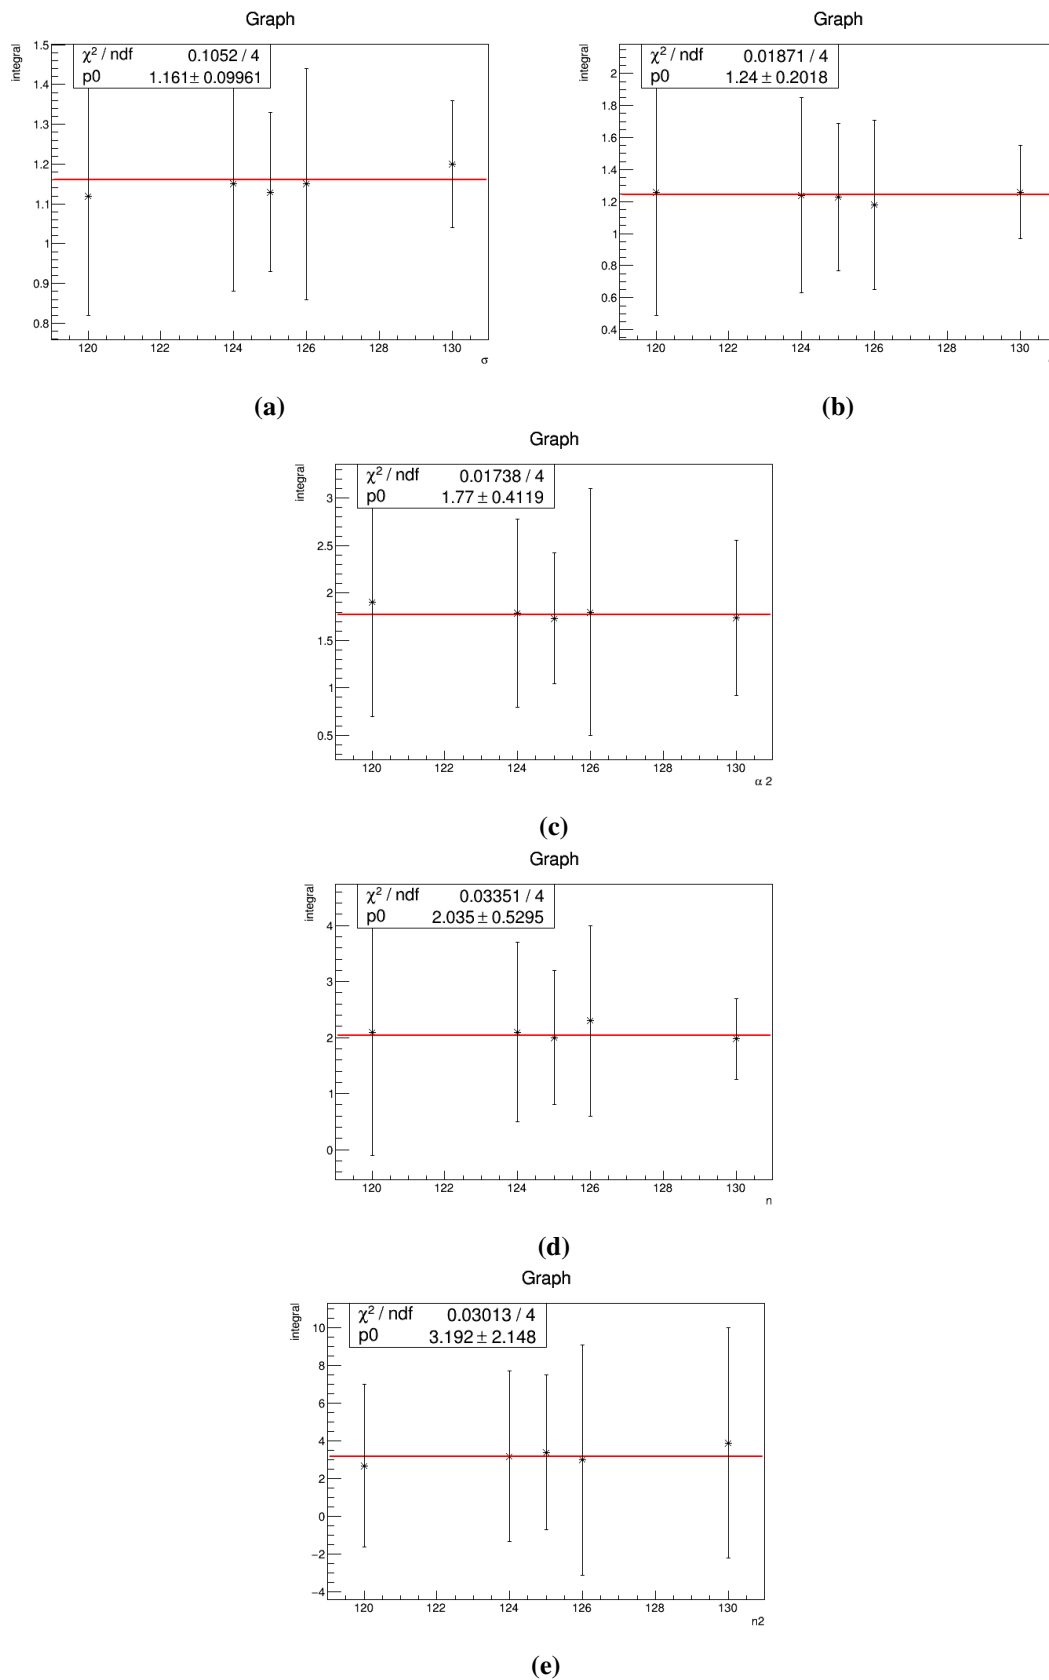 Graph
integral
χ² / ndf 0.1052 / 4
p0 1.161± 0.09961
1.5
1.4
1.3
1.2
1.1
1
0.9
0.8
120 122 124 126 128 130
σ
(a)
Graph
integral
χ² / ndf 0.01871 / 4
p0 1.24 ± 0.2018
2
1.8
1.6
1.4
1.2
1
0.8
0.6
0.4
120 122 124 126 128 130
(b)
Graph
integral
χ² / ndf 0.01738 / 4
p0 1.77 ± 0.4119
3
2.5
2
1.5
1
0.5
120 122 124 126 128 130
α 2
(c)
Graph
integral
χ² / ndf 0.03351 / 4
p0 2.035 ± 0.5295
4
3
2
1
0
120 122 124 126 128 130
n
(d)
Graph
integral
χ² / ndf 0.03013 / 4
p0 3.192 ± 2.148
10
8
6
4
2
0
−2
−4
120 122 124 126 128 130
n2
(e)